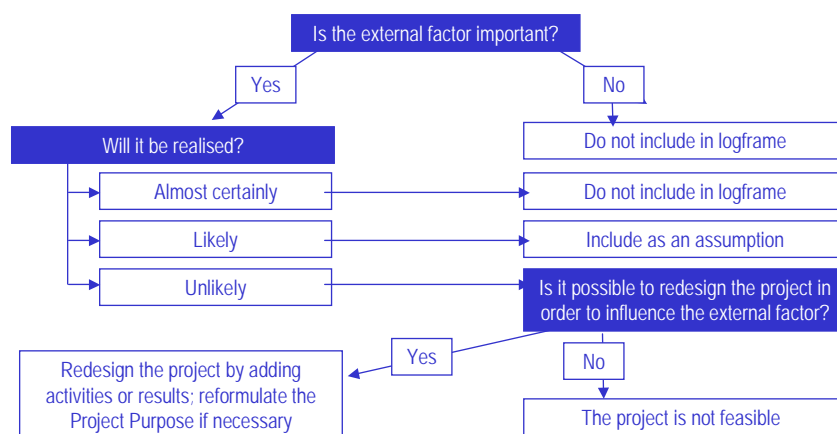 Is the external factor important?
Yes
No
Will it be realised?
Do not include in logframe
Almost certainly
Do not include in logframe
Likely
Include as an assumption
Unlikely
Is it possible to redesign the project in
order to influence the external factor?
Yes
No
Redesign the project by adding
activities or results; reformulate the
Project Purpose if necessary
The project is not feasible